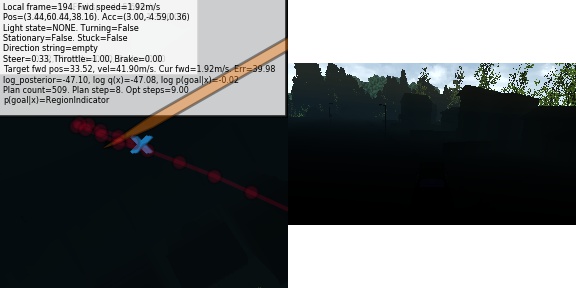 Local frame=194. Fwd speed=1.92m/s
Pos=(3.44,60.44,38.16). Acc=(3.00,-4.59,0.36)
Light state=NONE. Turning=False
Stationary=False. Stuck=False
Direction string=empty
Steer=0.33, Throttle=1.00, Brake=0.00
Target fwd pos=33.52, vel=41.90m/s. Cur fwd=1.92m/s. Err=39.98
log_posterior=-47.10, log q(x)=-47.08, log p(goal|x)=-0.02
Plan count=509. Plan step=8. Opt steps=9.00
p(goal|x)=RegionIndicator